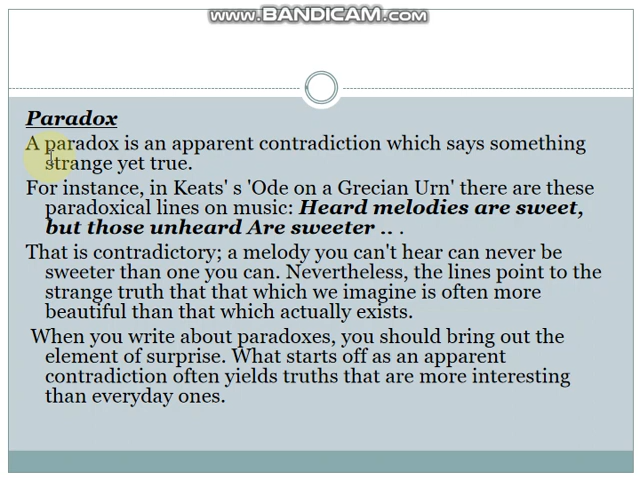 www.BANDICAM.com
Paradox
A paradox is an apparent contradiction which says something
strange yet true.
For instance, in Keats' s 'Ode on a Grecian Urn' there are these
paradoxical lines on music: Heard melodies are sweet,
but those unheard Are sweeter .. .
That is contradictory; a melody you can't hear can never be
sweeter than one you can. Nevertheless, the lines point to the
strange truth that that which we imagine is often more
beautiful than that which actually exists.
When you write about paradoxes, you should bring out the
element of surprise. What starts off as an apparent
contradiction often yields truths that are more interesting
than everyday ones.